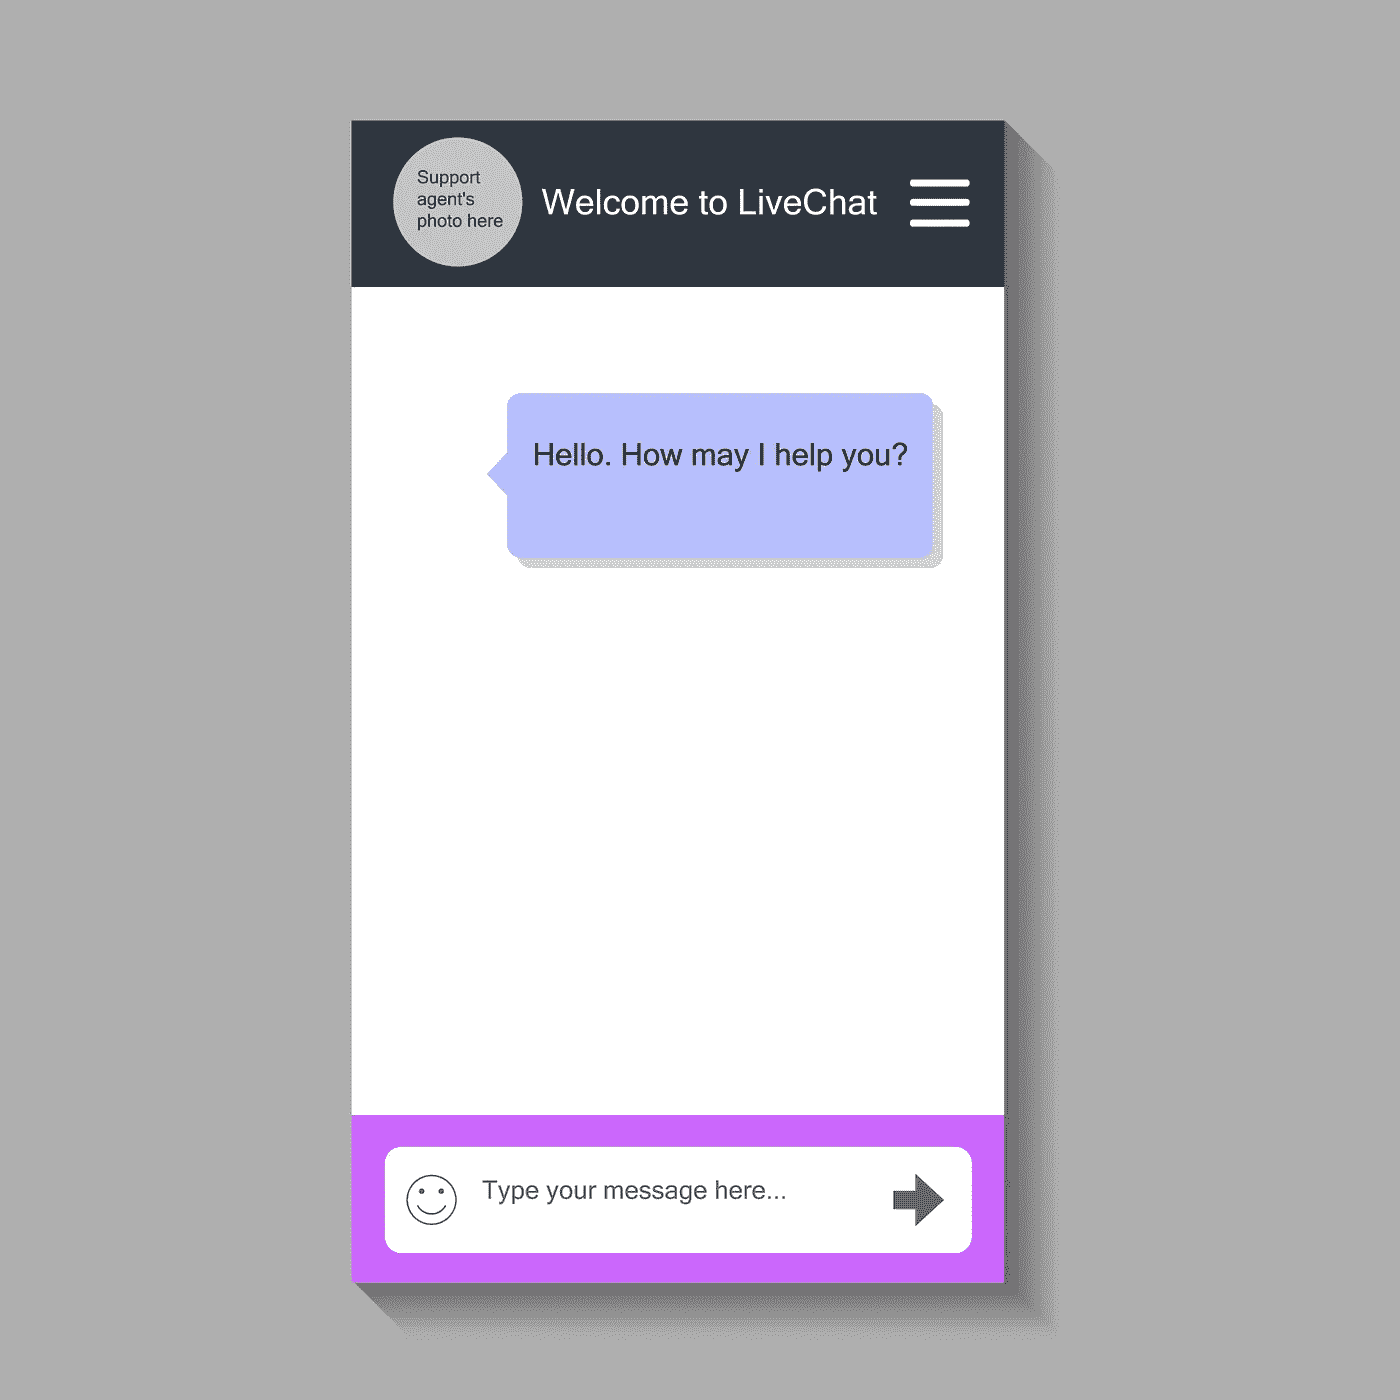 Support
agent's
photo here
Welcome to LiveChat
Hello. How may I help you?
Type your message here...